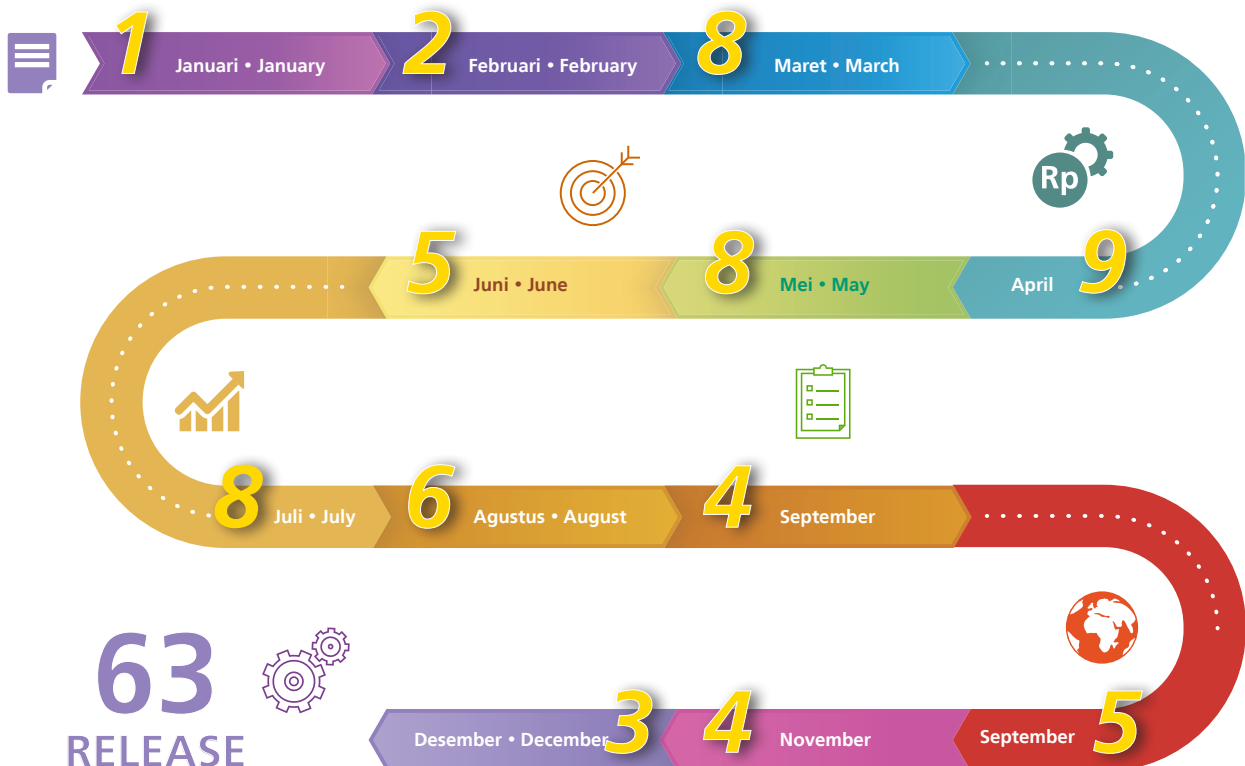 1 Januari • January 2 Februari • February 8 Maret • March
Rp
5 Juni • June 8 Mei • May April 9
8 Juli • July 6 Agustus • August 4 September
63
RELEASE
Desember • December 3 4 November September 5